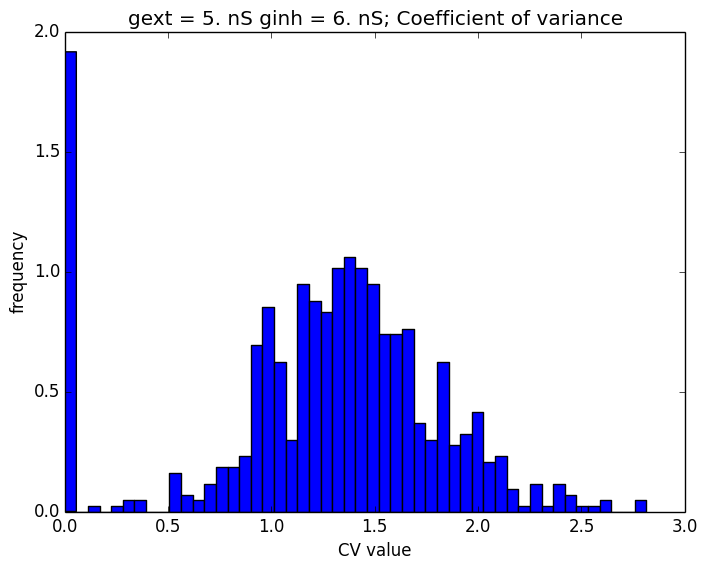 gext = 5. nS ginh = 6. nS; Coefficient of variance
2.0
1.5
1.0
0.5
0.0
frequency
0.0 0.5 1.0 1.5 2.0 2.5 3.0
CV value